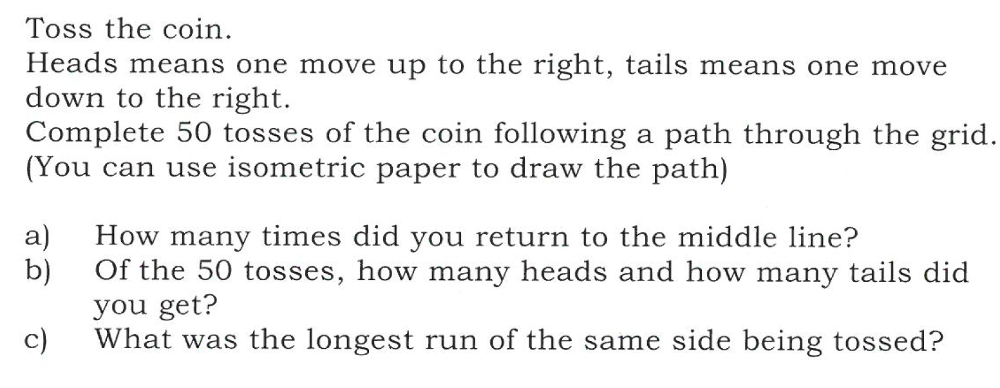 Toss the coin.
Heads means one move up to the right, tails means one move
down to the right.
Complete 50 tosses of the coin following a path through the grid.
(You can use isometric paper to draw the path)
a) How many times did you return to the middle line?
b) Of the 50 tosses, how many heads and how many tails did
you get?
c) What was the longest run of the same side being tossed?